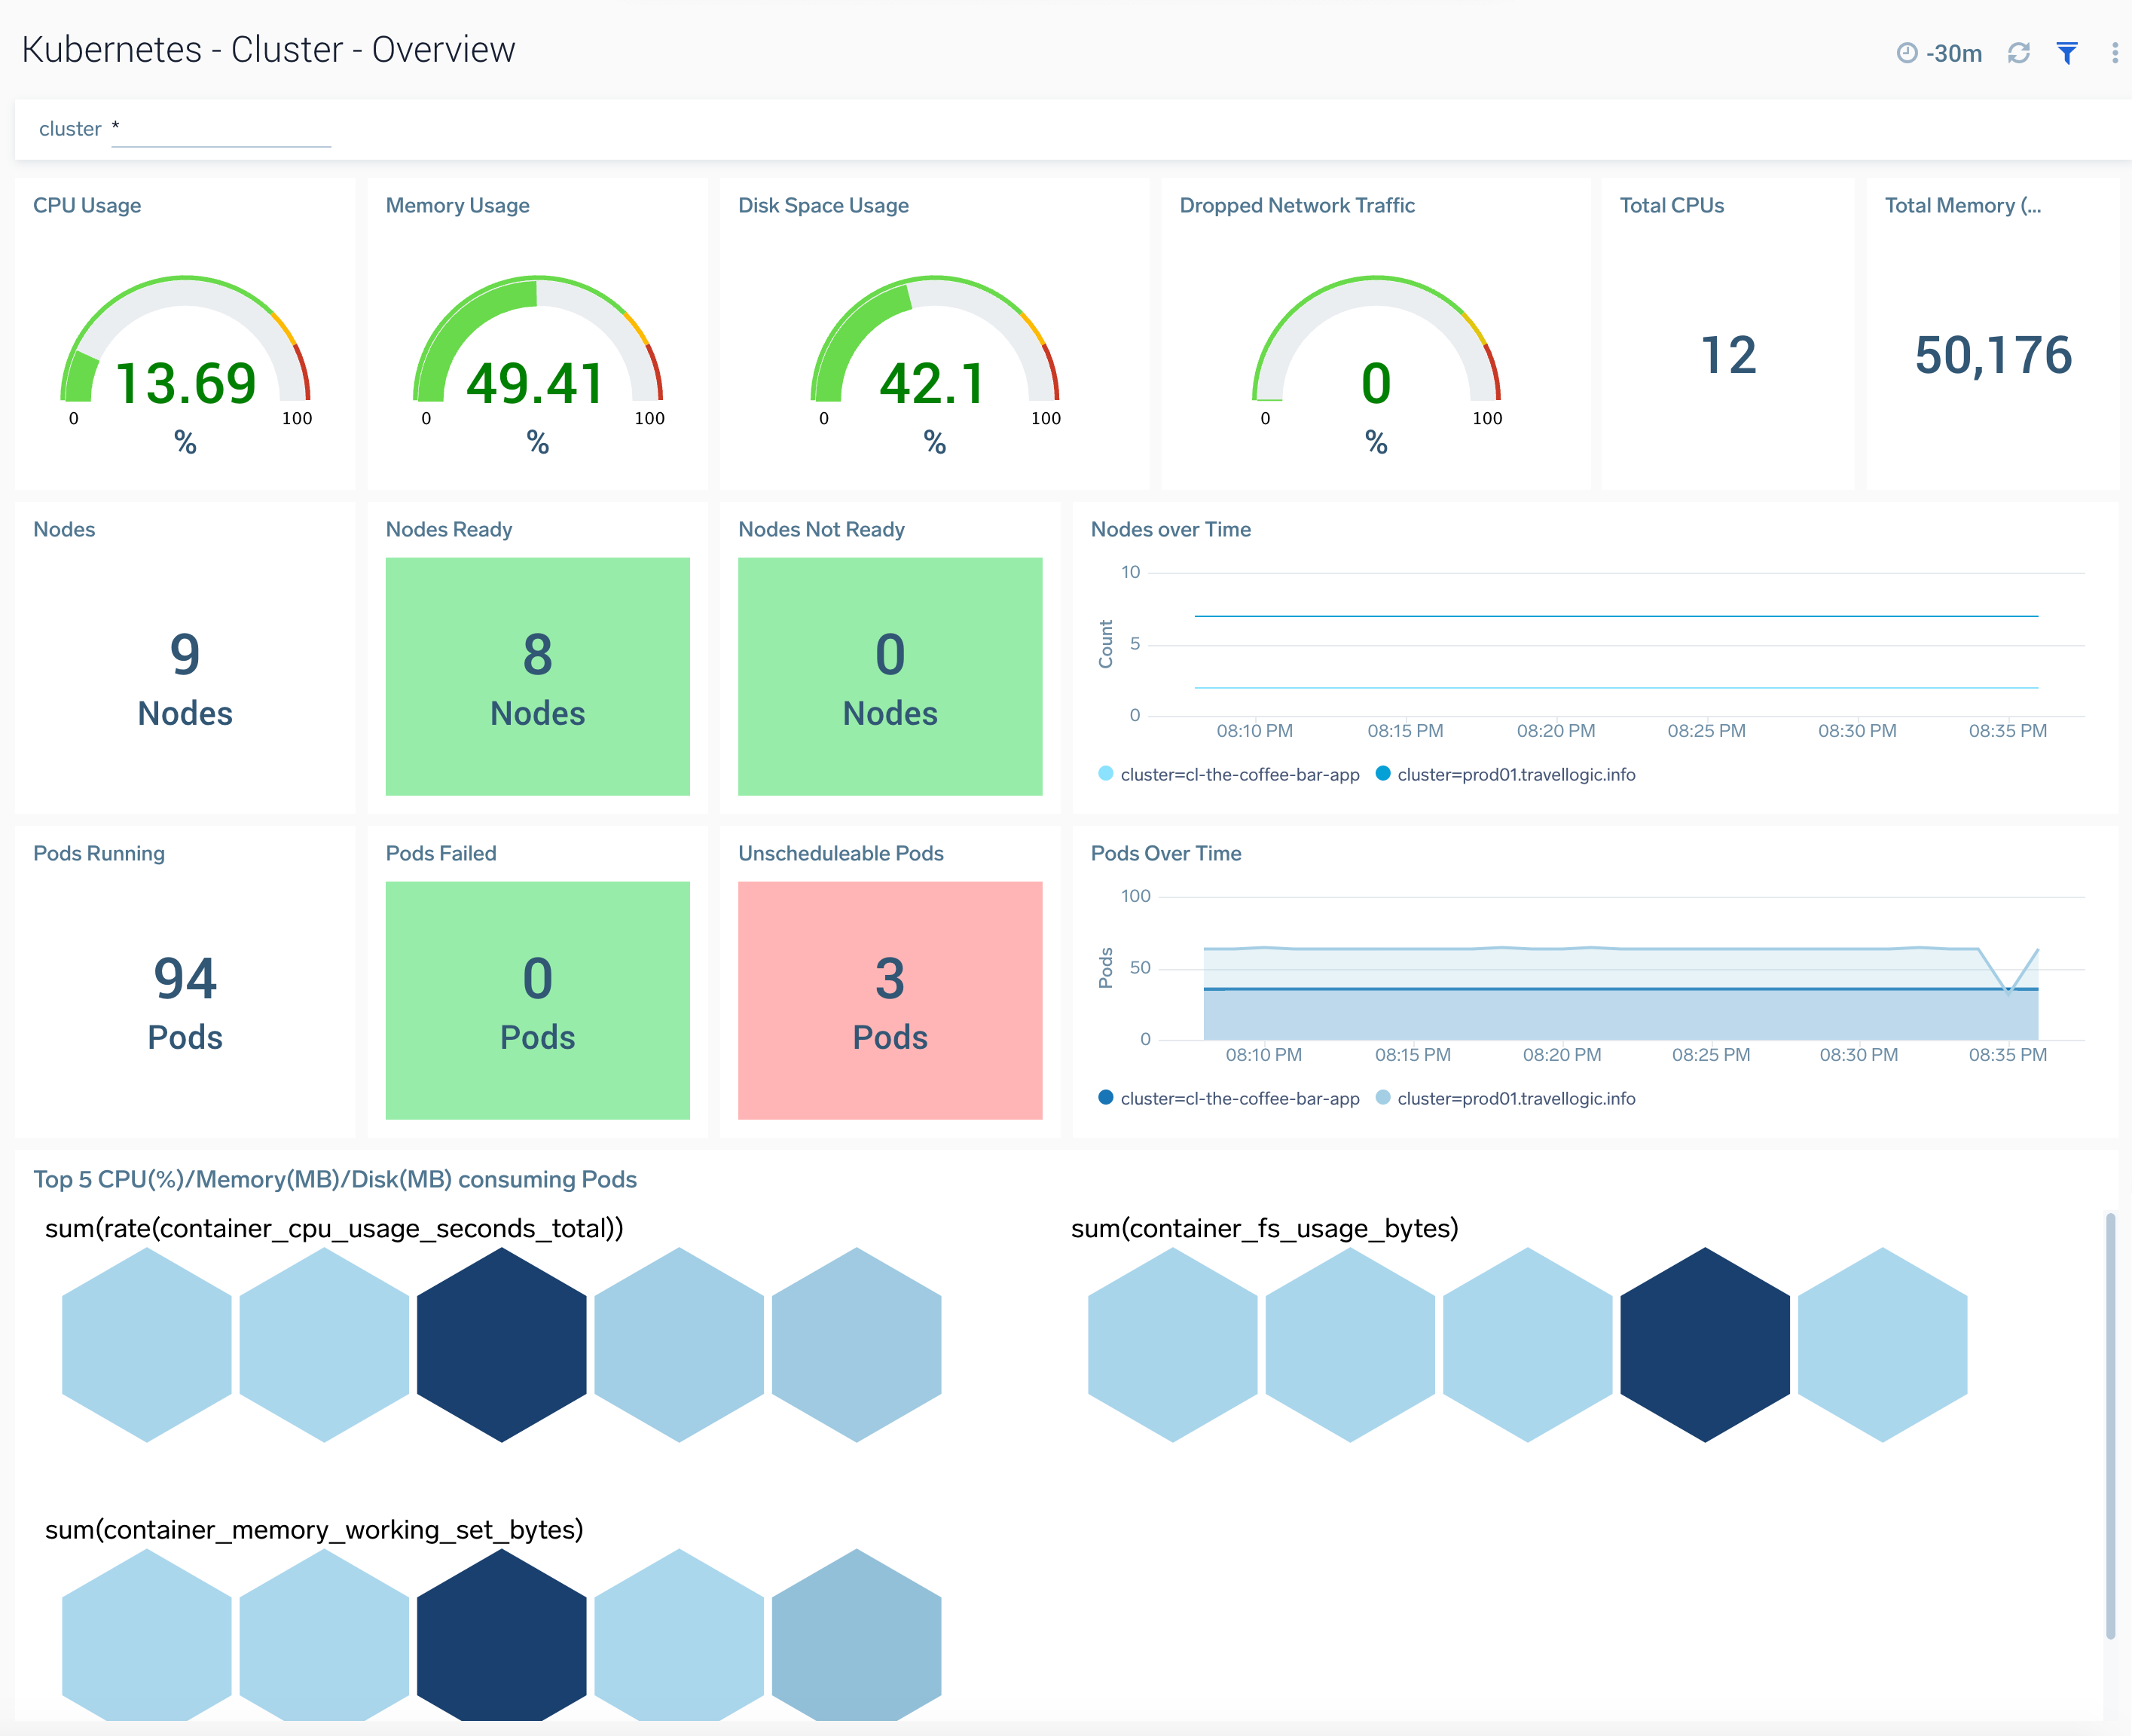 Kubernetes - Cluster - Overview
-30m
cluster *
CPU Usage
13.69
0 100
%
Memory Usage
49.41
0 100
%
Disk Space Usage
42.1
0 100
%
Dropped Network Traffic
0
0 100
%
Total CPUs
12
Total Memory (...
50,176
Nodes
9
Nodes
Nodes Ready
8
Nodes
Nodes Not Ready
0
Nodes
Nodes over Time
Count
10
5
0
08:10 PM 08:15 PM 08:20 PM 08:25 PM 08:30 PM 08:35 PM
cluster=cl-the-coffee-bar-app cluster=prod01.travellogic.info
Pods Running
94
Pods
Pods Failed
0
Pods
Unscheduleable Pods
3
Pods
Pods Over Time
Pods
100
50
0
08:10 PM 08:15 PM 08:20 PM 08:25 PM 08:30 PM 08:35 PM
cluster=cl-the-coffee-bar-app cluster=prod01.travellogic.info
Top 5 CPU(%)/Memory(MB)/Disk(MB) consuming Pods
sum(rate(container_cpu_usage_seconds_total))
sum(container_fs_usage_bytes)
sum(container_memory_working_set_bytes)